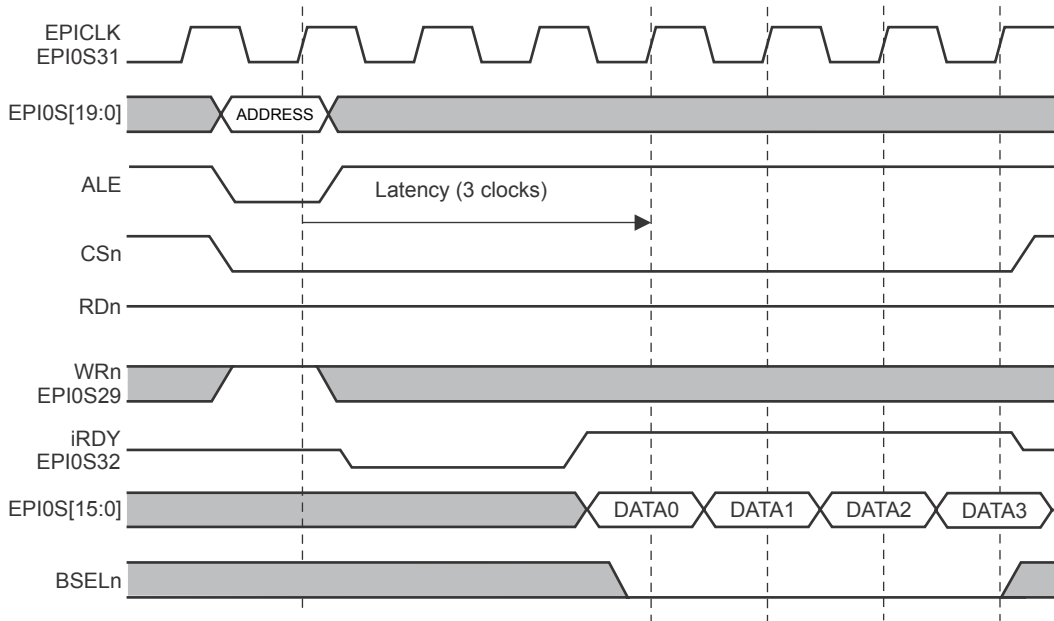 EPICLK
EPI0S31
EPI0S[19:0]
ADDRESS
ALE
Latency (3 clocks)
CSn
RDn
WRn
EPI0S29
iRDY
EPI0S32
EPI0S[15:0]
DATA0
DATA1
DATA2
DATA3
BSELn